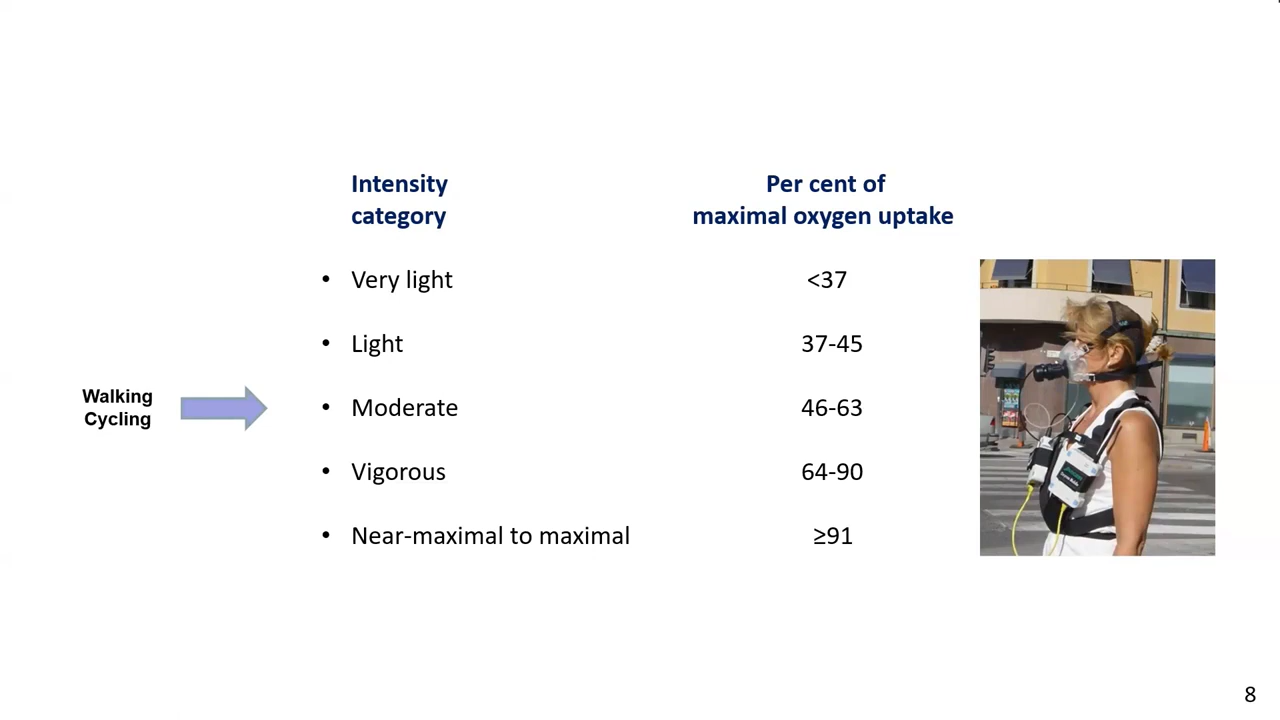 Intensity category
Per cent of maximal oxygen uptake
• Very light <37
• Light 37-45
Walking
Cycling
• Moderate 46-63
• Vigorous 64-90
• Near-maximal to maximal ≥91
8